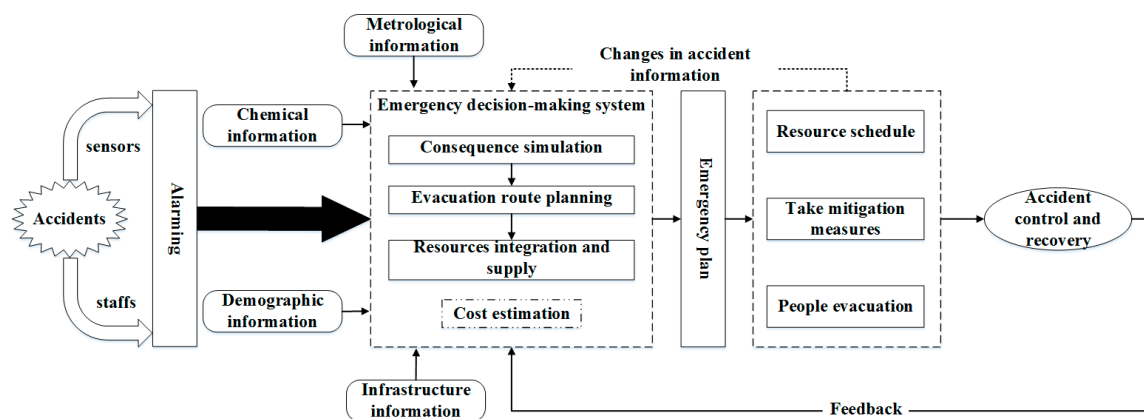 Metrological
information
Changes in accident
information
Emergency decision-making system
Chemical
information
sensors
Consequence simulation
Resource schedule
Accidents
Alarming
Evacuation route planning
Emergency plan
Take mitigation
measures
Accident
control and
recovery
Resources integration and
supply
staffs
Demographic
information
Cost estimation
People evacuation
Infrastructure
information
Feedback